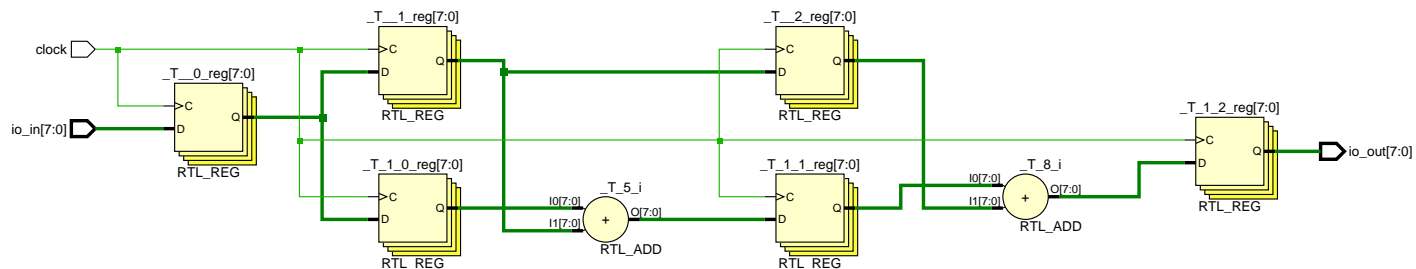 _T__1_reg[7:0]
_T__2_reg[7:0]
clock
C
Q
D
RTL_REG
C
Q
D
RTL_REG
_T__0_reg[7:0]
C
Q
D
RTL_REG
io_in[7:0]
_T_1_2_reg[7:0]
C
Q
D
RTL_REG
io_out[7:0]
_T_1_0_reg[7:0]
C
Q
D
RTL_REG
_T_5_i
I0[7:0]
I1[7:0]
+
O[7:0]
RTL_ADD
_T_1_1_reg[7:0]
C
Q
D
RTL_REG
_T_8_i
I0[7:0]
I1[7:0]
+
O[7:0]
RTL_ADD